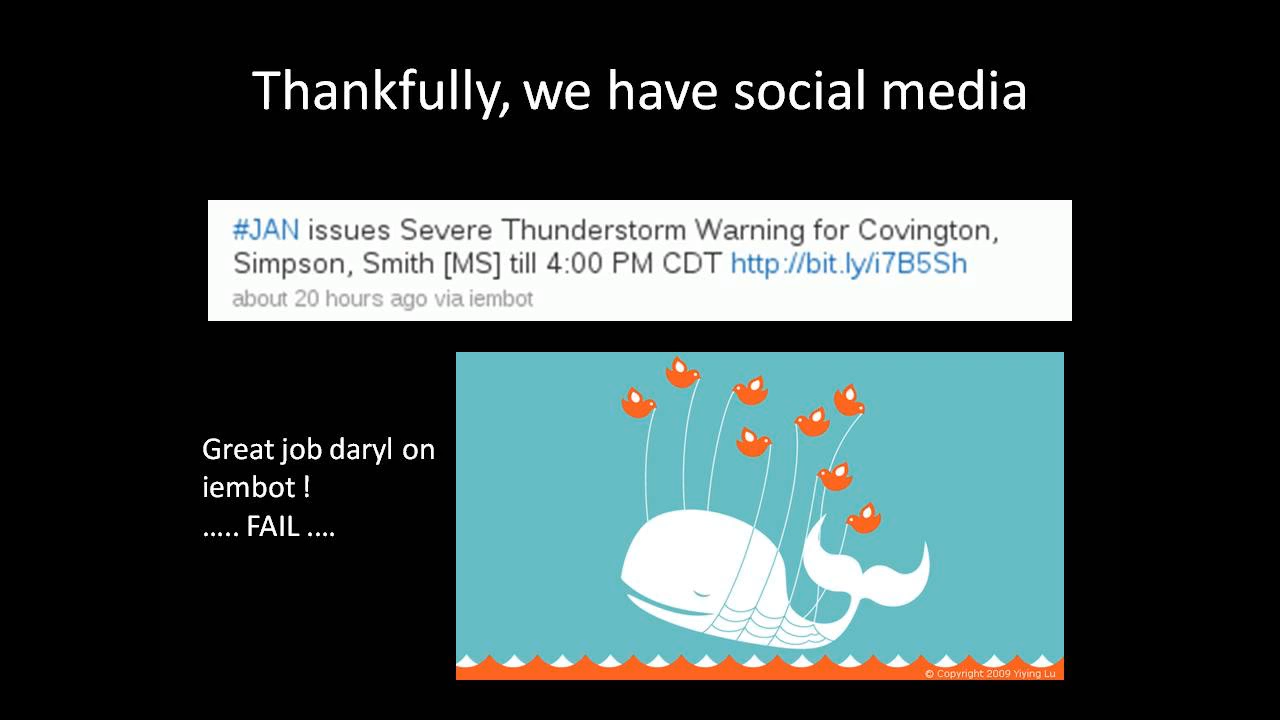 Thankfully, we have social media
#JAN issues Severe Thunderstorm Warning for Covington,
Simpson, Smith [MS] till 4:00 PM CDT http://bit.ly/i7B5Sh
about 20 hours ago via iembot
Great job daryl on
iembot !
..... FAIL ....
© Copyright 2009 Yiying Lu